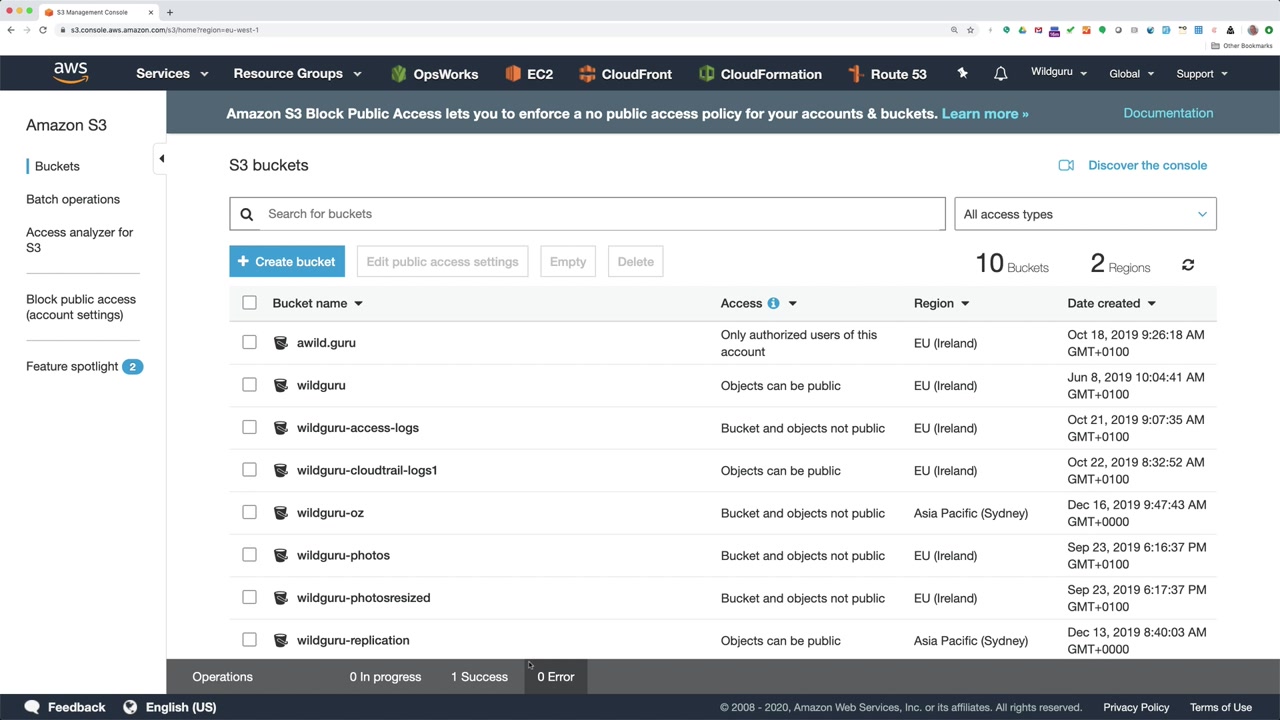 S3 Management Console
s3.console.aws.amazon.com/s3/home?region=eu-west-1
Other Bookmarks
aws
Services
Resource Groups
OpsWorks
EC2
CloudFront
CloudFormation
Route 53
Wildguru
Global
Support
Amazon S3 Block Public Access lets you to enforce a no public access policy for your accounts & buckets. Learn more »
Documentation
Amazon S3
Buckets
Batch operations
Access analyzer for
S3
Block public access
(account settings)
Feature spotlight 2
S3 buckets
Discover the console
Search for buckets
All access types
+ Create bucket
Edit public access settings
Empty
Delete
10 Buckets
2 Regions
Bucket name
Access
Region
Date created
awild.guru
Only authorized users of this
account
EU (Ireland)
Oct 18, 2019 9:26:18 AM
GMT+0100
wildguru
Objects can be public
EU (Ireland)
Jun 8, 2019 10:04:41 AM
GMT+0100
wildguru-access-logs
Bucket and objects not public
EU (Ireland)
Oct 21, 2019 9:07:35 AM
GMT+0100
wildguru-cloudtrail-logs1
Objects can be public
EU (Ireland)
Oct 22, 2019 8:32:52 AM
GMT+0100
wildguru-oz
Bucket and objects not public
Asia Pacific (Sydney)
Dec 16, 2019 9:47:43 AM
GMT+0000
wildguru-photos
Bucket and objects not public
EU (Ireland)
Sep 23, 2019 6:16:37 PM
GMT+0100
wildguru-photosresized
Bucket and objects not public
EU (Ireland)
Sep 23, 2019 6:17:37 PM
GMT+0100
wildguru-replication
Objects can be public
Asia Pacific (Sydney)
Dec 13, 2019 8:40:03 AM
GMT+0000
Operations
0 In progress
1 Success
0 Error
Feedback
English (US)
© 2008 - 2020, Amazon Web Services, Inc. or its affiliates. All rights reserved.
Privacy Policy
Terms of Use